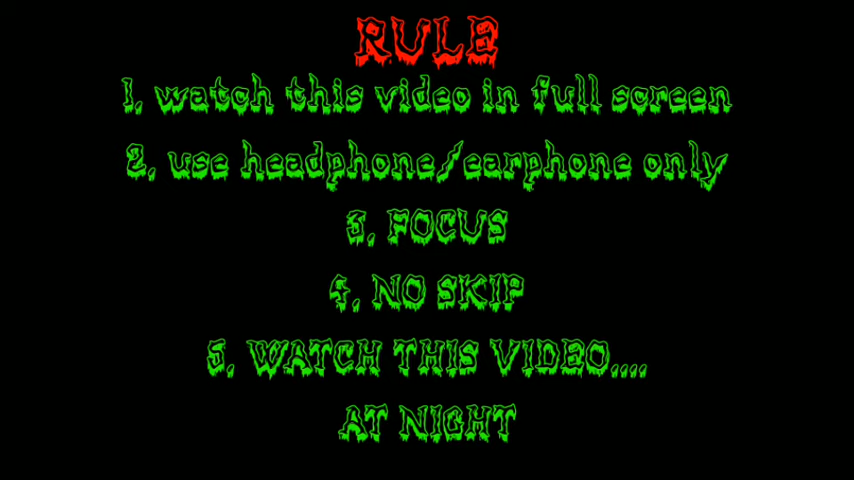 RULE
1. watch this video in full screen
2. use headphone/earphone only
3. FOCUS
4. NO SKIP
5. WATCH THIS VIDEO....
AT NIGHT